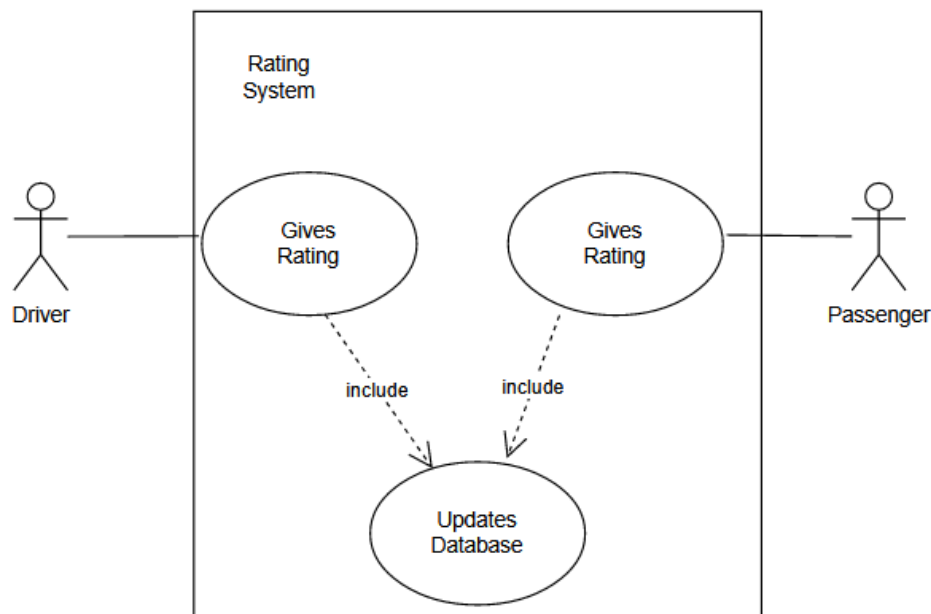 Rating
System
Gives
Rating
Gives
Rating
Driver
Passenger
include
include
Updates
Database